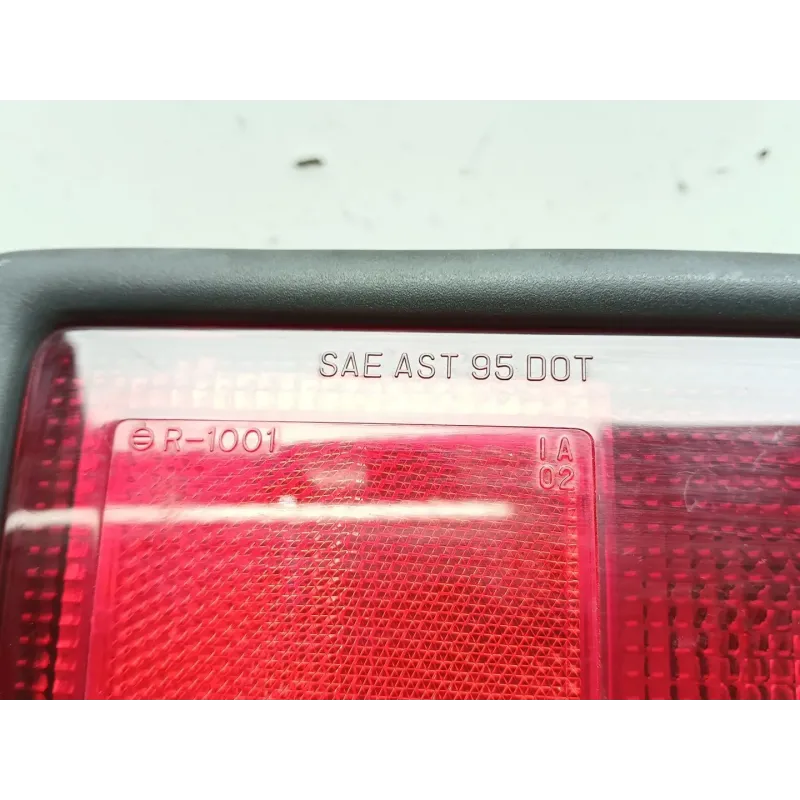 SAE AST 95 DOT
R-1001
IA
02